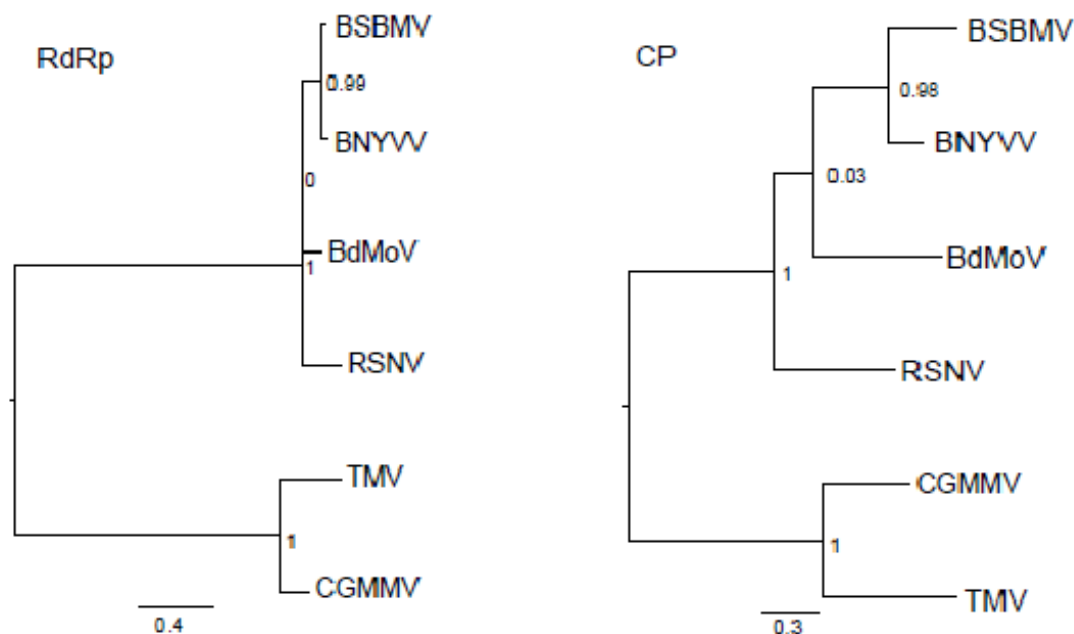 RdRp
BSBMV
0.99
BNYVV
0
BdMoV
1
RSNV
TMV
1
CGMMV
0.4
CP
BSBMV
0.98
BNYVV
0.03
BdMoV
1
RSNV
CGMMV
1
TMV
0.3